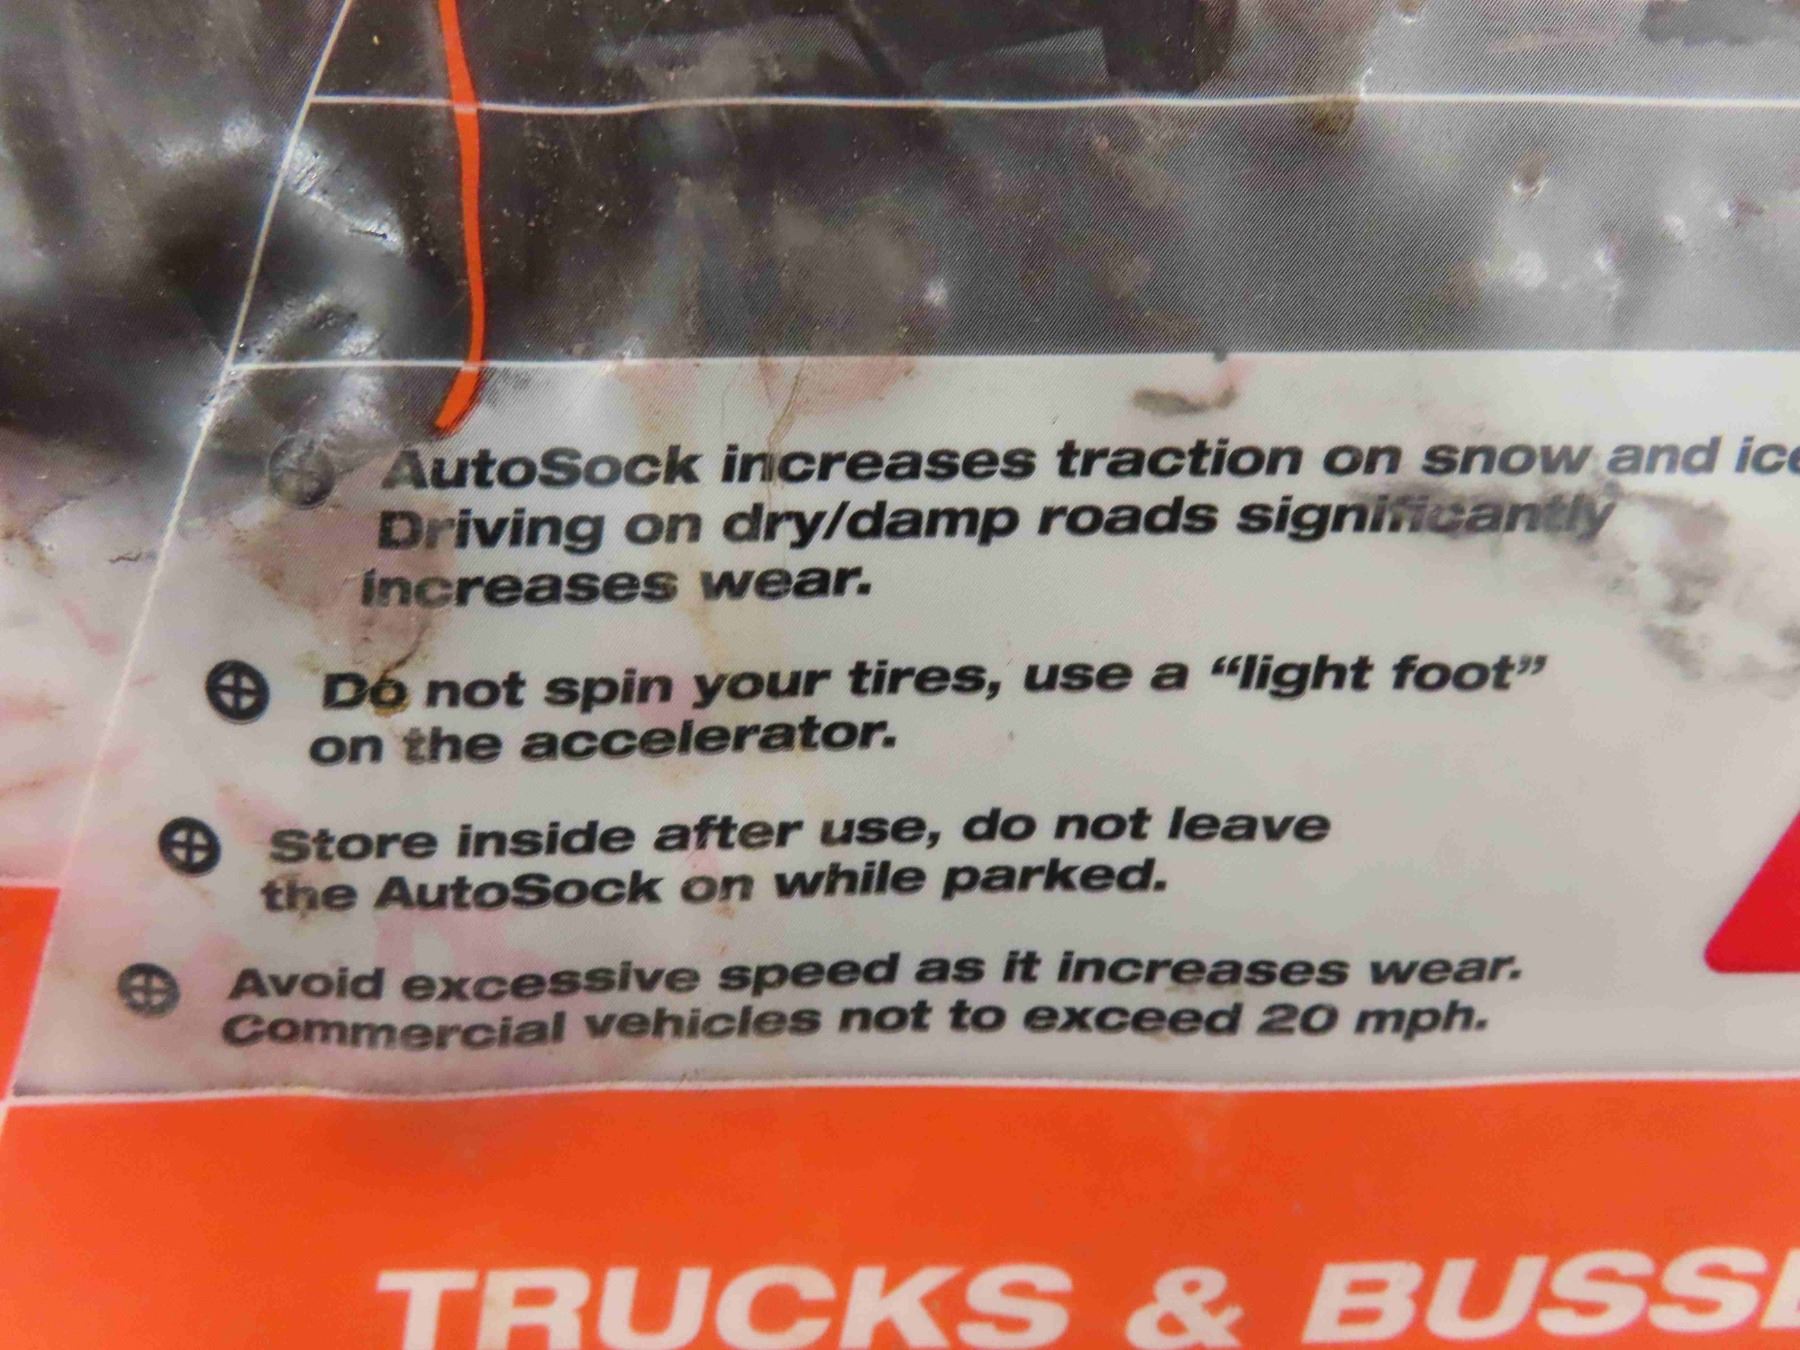 AutoSock increases traction on snow and ice
Driving on dry/damp roads significantly
increases wear.
Do not spin your tires, use a “light foot”
on the accelerator.
Store inside after use, do not leave
the AutoSock on while parked.
Avoid excessive speed as it increases wear.
Commercial vehicles not to exceed 20 mph.
TRUCKS &